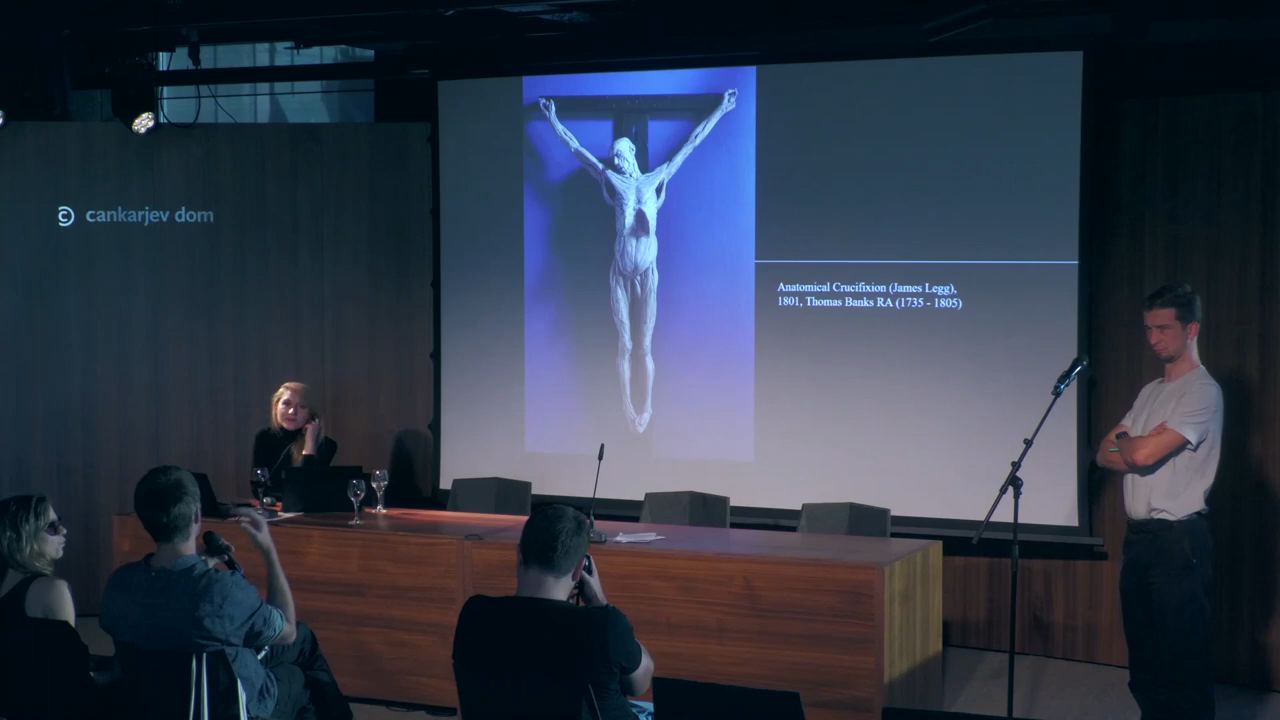 cankarjev dom
Anatomical Crucifixion (James Legg),
1801, Thomas Banks RA (1735 - 1805)